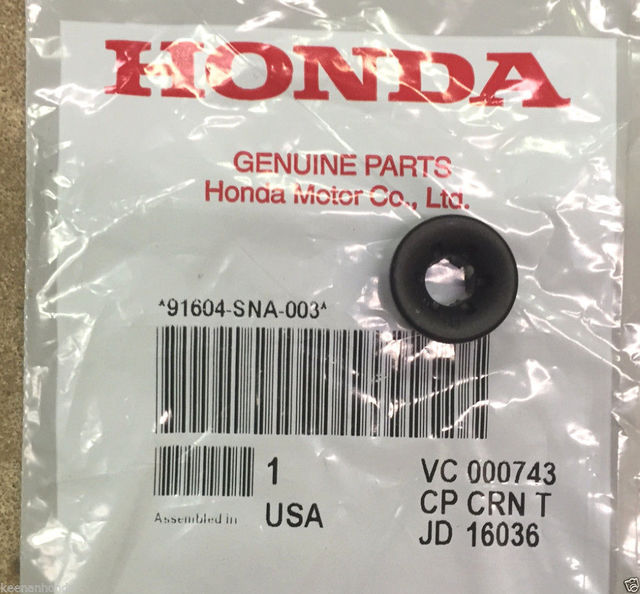 HONDA
GENUINE PARTS
Honda Motor Co., Ltd.
*91604-SNA-003*
1 VC 000743
CP CRN T
Assembled in USA
JD 16036
keenanhond